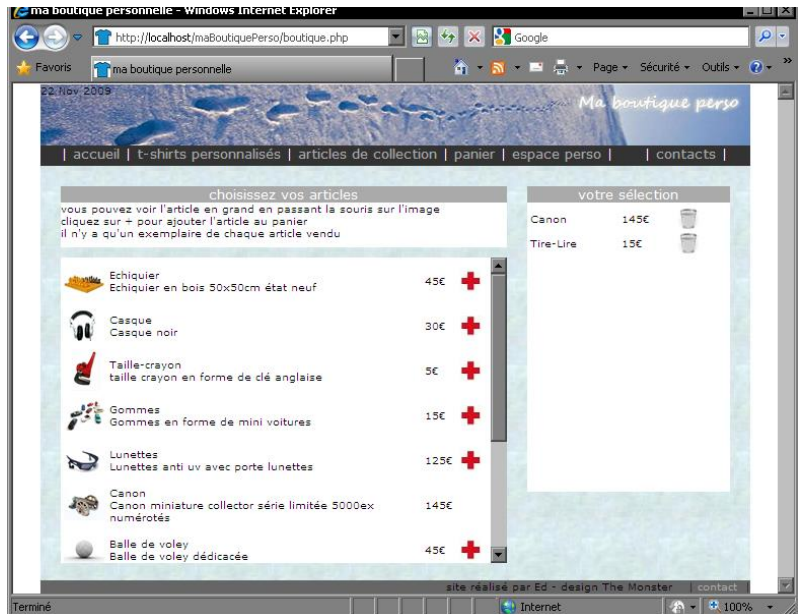 ma boutique personnelle - Windows Internet Explorer
http://localhost/maBoutiquePerso/boutique.php
Google
Favoris
ma boutique personnelle
Page
Sécurité
Outils
22 Nov 2009
Ma boutique perso
| accueil | t-shirts personnalisés | articles de collection | panier | espace perso | | contacts |
choisissez vos articles
vous pouvez voir l'article en grand en passant la souris sur l'image
cliquez sur + pour ajouter l'article au panier
il n'y a qu'un exemplaire de chaque article vendu
votre sélection
Canon 145€
Tire-Lire 15€
Echiquier
Echiquier en bois 50x50cm état neuf 45€
Casque
Casque noir 30€
Taille-crayon
taille crayon en forme de clé anglaise 5€
Gommes
Gommes en forme de mini voitures 15€
Lunettes
Lunettes anti uv avec porte lunettes 125€
Canon
Canon miniature collector série limitée 5000ex
numérotés 145€
Balle de voley
Balle de voley dédicacée 45€
site réalisé par Ed - design The Monster | contact |
Terminé
Internet
100%